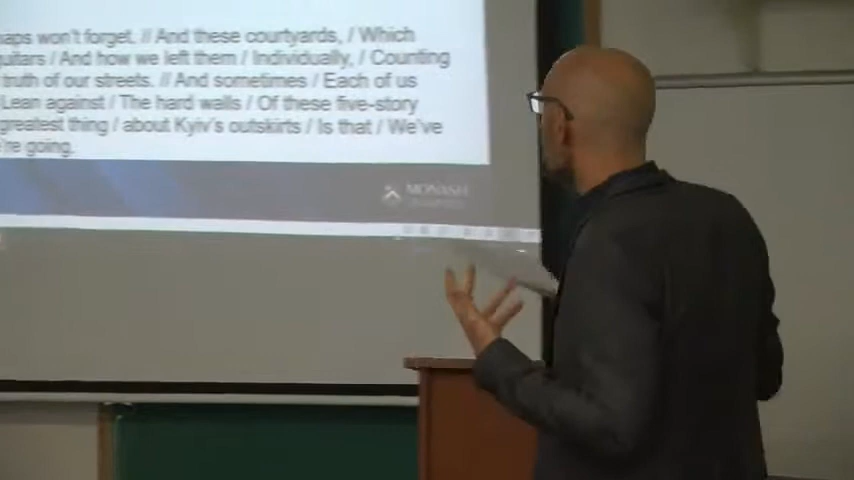 aps won't forget. // And these courtyards, / Which
guitars / And how we left them / Individually, / Counting
truth of our streets. // And sometimes / Each of us
Lean against / The hard walls / Of these five-story
greatest thing / about Kyiv's outskirts / Is that / We've
're going.
MONASH